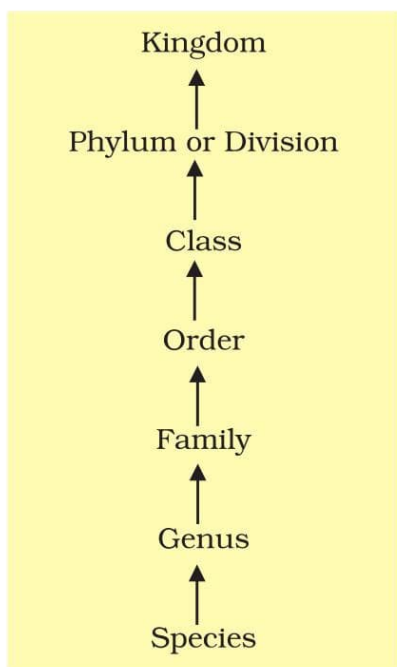 Kingdom
Phylum or Division
Class
Order
Family
Genus
Species